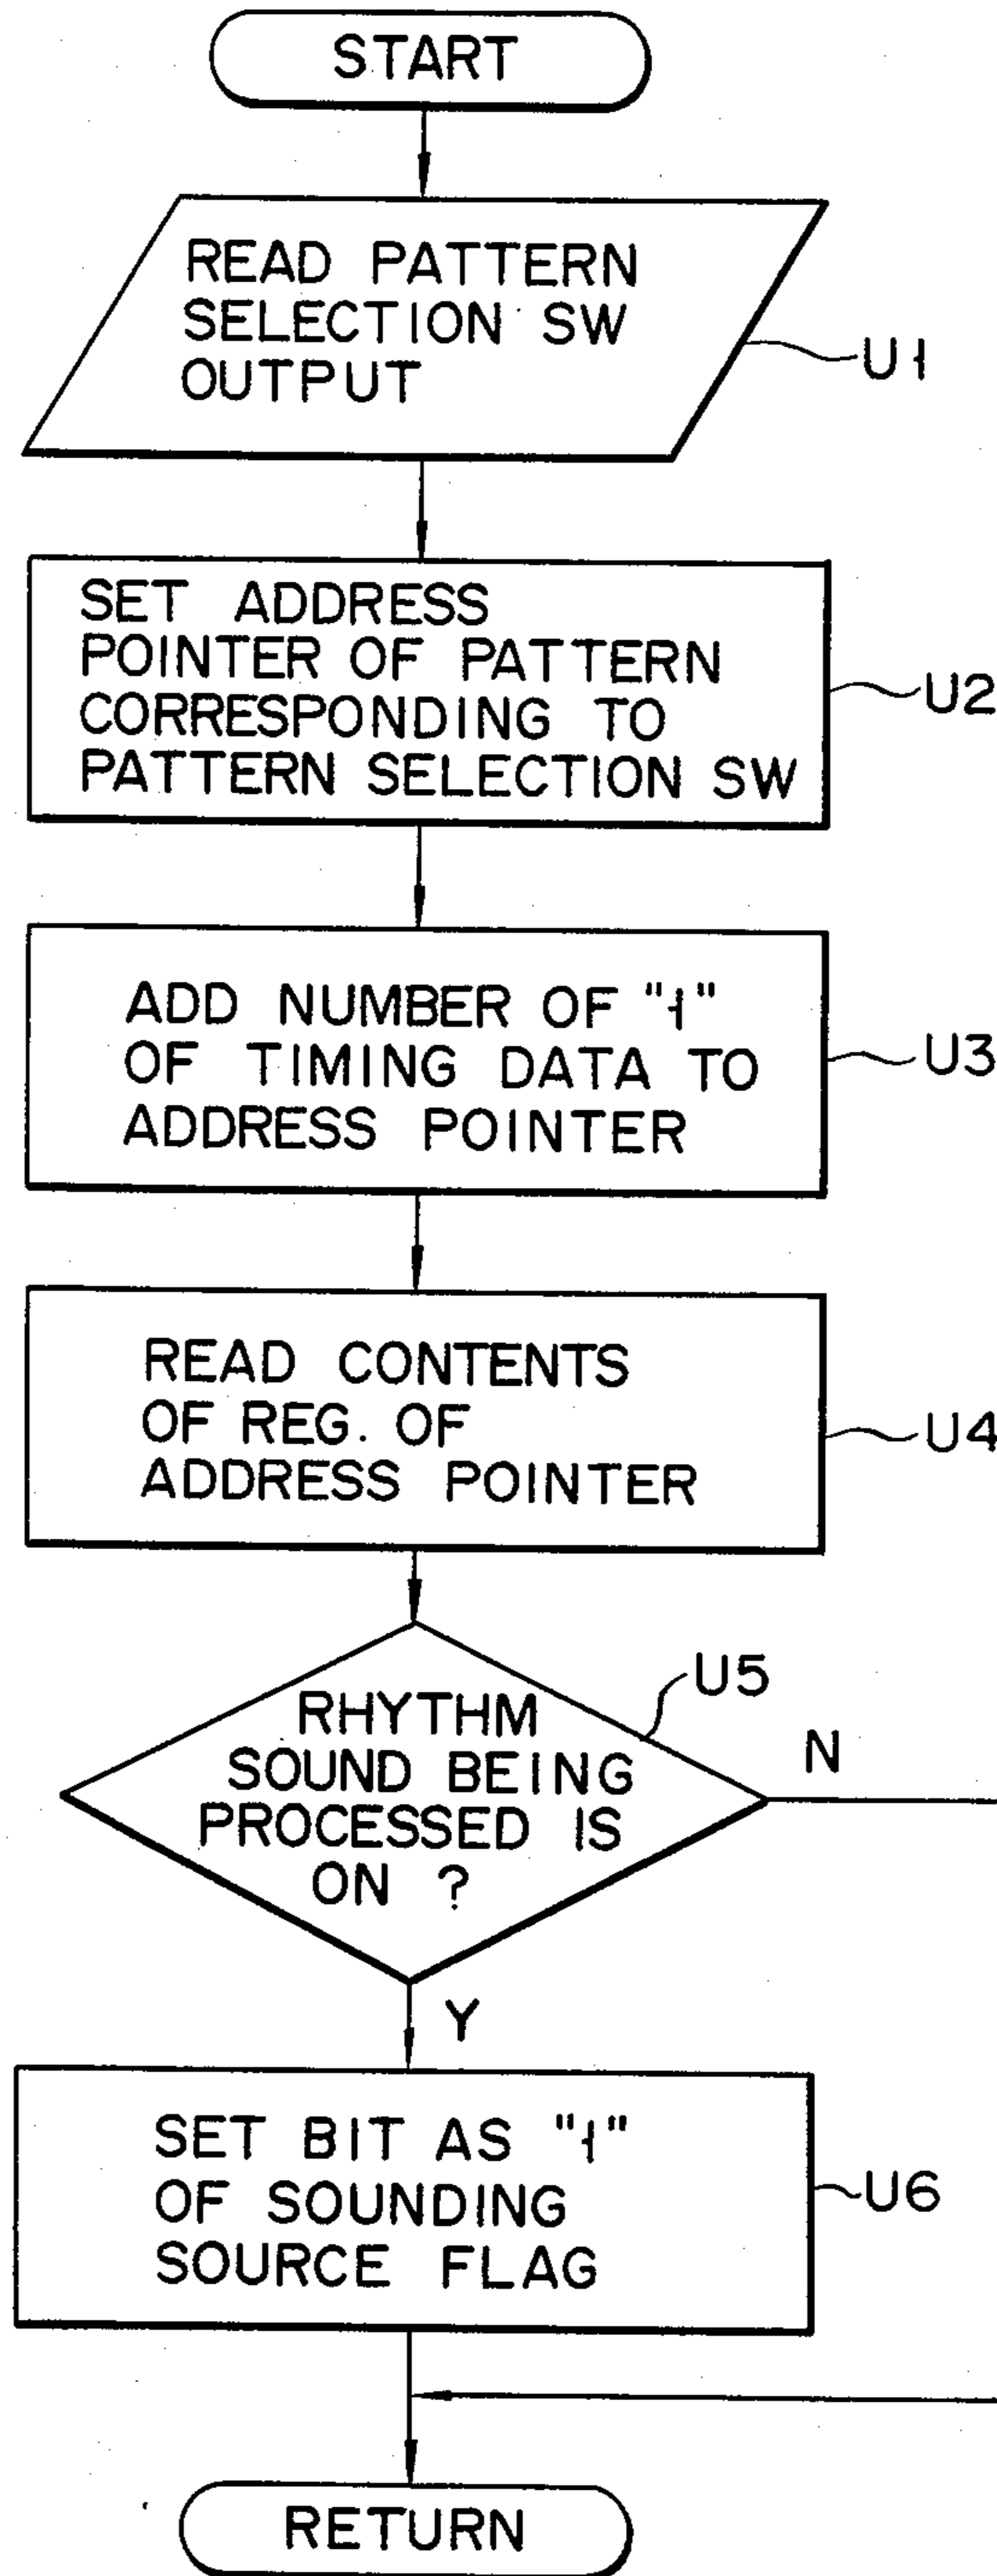 START
READ PATTERN
SELECTION SW
OUTPUT
U1
SET ADDRESS
POINTER OF PATTERN
CORRESPONDING TO
PATTERN SELECTION SW
U2
ADD NUMBER OF "1"
OF TIMING DATA TO
ADDRESS POINTER
U3
READ CONTENTS
OF REG. OF
ADDRESS POINTER
U4
U5
RHYTHM
SOUND BEING
PROCESSED IS
ON ?
N
Y
SET BIT AS "1"
OF SOUNDING
SOURCE FLAG
U6
RETURN